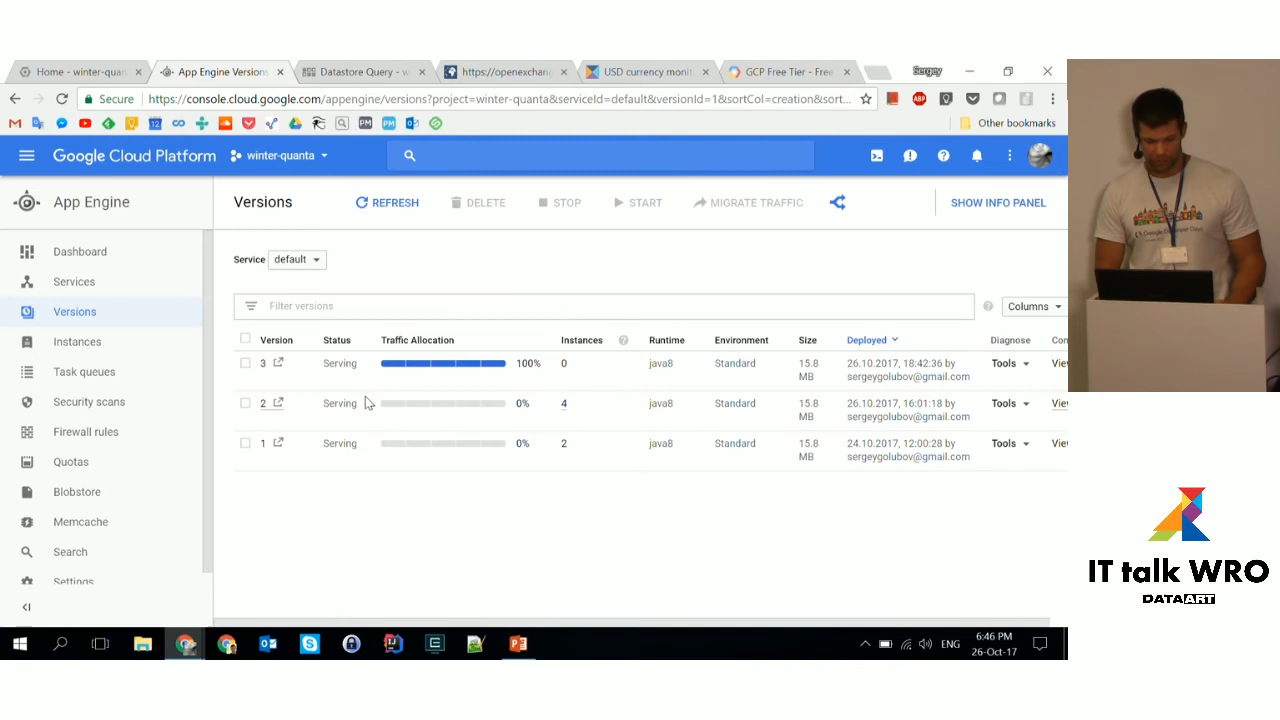 Home - winter-quan
App Engine Versions
Datastore Query - w
https://openexchan
USD currency moni
GCP Free Tier - Free
Sergey
Secure
https://console.cloud.google.com/appengine/versions?project=winter-quanta&serviceId=default&versionId=1&sortCol=creation&sort...
Other bookmarks
Google Cloud Platform
winter-quanta
App Engine
Versions
REFRESH
DELETE
STOP
START
MIGRATE TRAFFIC
SHOW INFO PANEL
Dashboard
Services
Versions
Instances
Task queues
Security scans
Firewall rules
Quotas
Blobstore
Memcache
Search
Settings
Service default
Filter versions
Columns
Version Status Traffic Allocation Instances Runtime Environment Size Deployed Diagnose Con
3 Serving 100% 0 java8 Standard 15.8 MB 26.10.2017, 18:42:36 by sergeygolubov@gmail.com Tools Viev
2 Serving 0% 4 java8 Standard 15.8 MB 26.10.2017, 16:01:18 by sergeygolubov@gmail.com Tools Viev
1 Serving 0% 2 java8 Standard 15.8 MB 24.10.2017, 12:00:28 by sergeygolubov@gmail.com Tools Viev
ENG
6:46 PM
26-Oct-17
IT talk WRO
DATAART